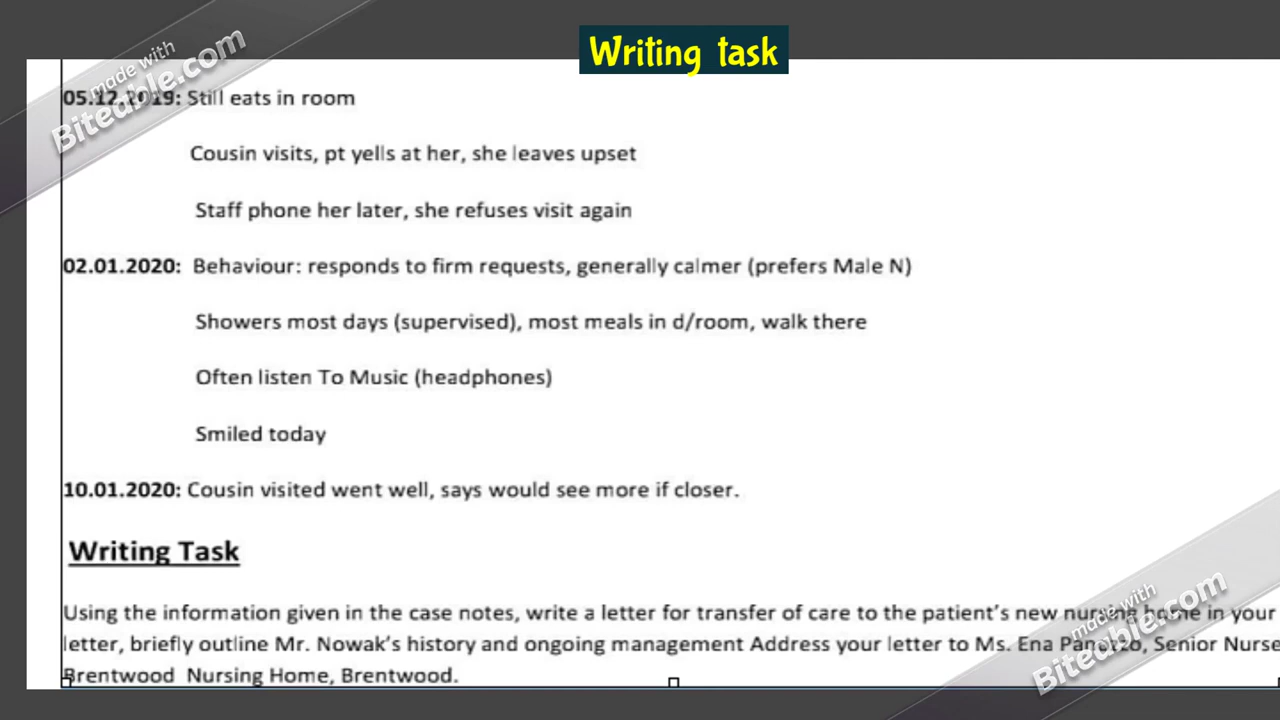 Writing task
made with
Biteable.com
05.12.2019: Still eats in room
Cousin visits, pt yells at her, she leaves upset
Staff phone her later, she refuses visit again
02.01.2020: Behaviour: responds to firm requests, generally calmer (prefers Male N)
Showers most days (supervised), most meals in d/room, walk there
Often listen To Music (headphones)
Smiled today
10.01.2020: Cousin visited went well, says would see more if closer.
Writing Task
Using the information given in the case notes, write a letter for transfer of care to the patient's new nursing home in your
letter, briefly outline Mr. Nowak's history and ongoing management Address your letter to Ms. Ena Panozzo, Senior Nurse
Brentwood Nursing Home, Brentwood.
made with
Biteable.com